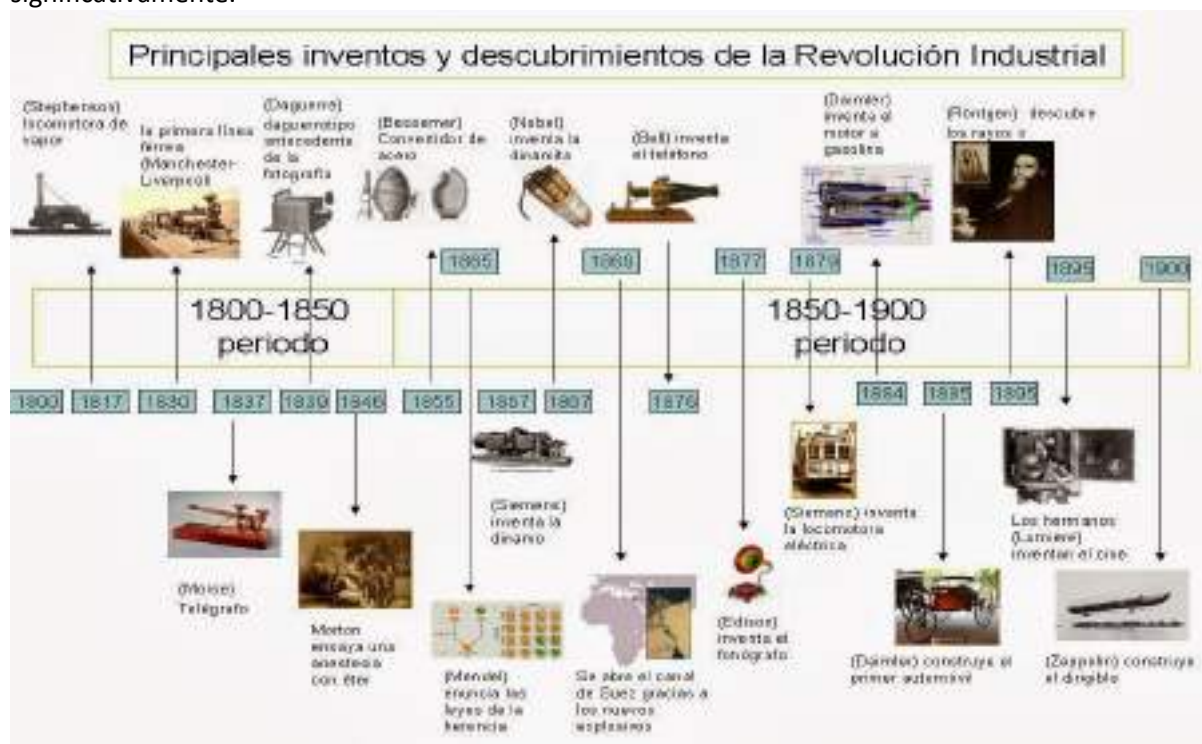 significativamente.
Principales inventos y descubrimientos de la Revolución Industrial
(Stephenson)
locomotora de
vapor
la primera línea
férrea
(Manchester-
Liverpool)
(Daguerre)
daguerrotipo
antecedente
de la
fotografía
(Bessemer)
Convertidor de
acero
(Nobel)
inventa la
dinamita
(Bell) inventa
el teléfono
(Daimler)
inventa el
motor a
gasolina
(Röntgen) descubre
los rayos x
1865
1869
1877
1879
1895
1900
1800-1850
periodo
1850-1900
periodo
1800
1817
1830
1837
1839
1846
1855
1867
1867
1876
1884
1885
1895
(Morse)
Telégrafo
Morton
ensaya una
anestesia
con éter
(Mendel)
enuncia las
leyes de la
herencia
(Siemens)
inventa la
dinamo
Se abre el canal
de Suez gracias a
los nuevos
explosivos
(Edison)
inventa el
fonógrafo
(Siemens) inventa
la locomotora
eléctrica
(Daimler) construye el
primer automóvil
Los hermanos
(Lumiere)
inventan el cine
(Zeppelin) construye
el dirigible